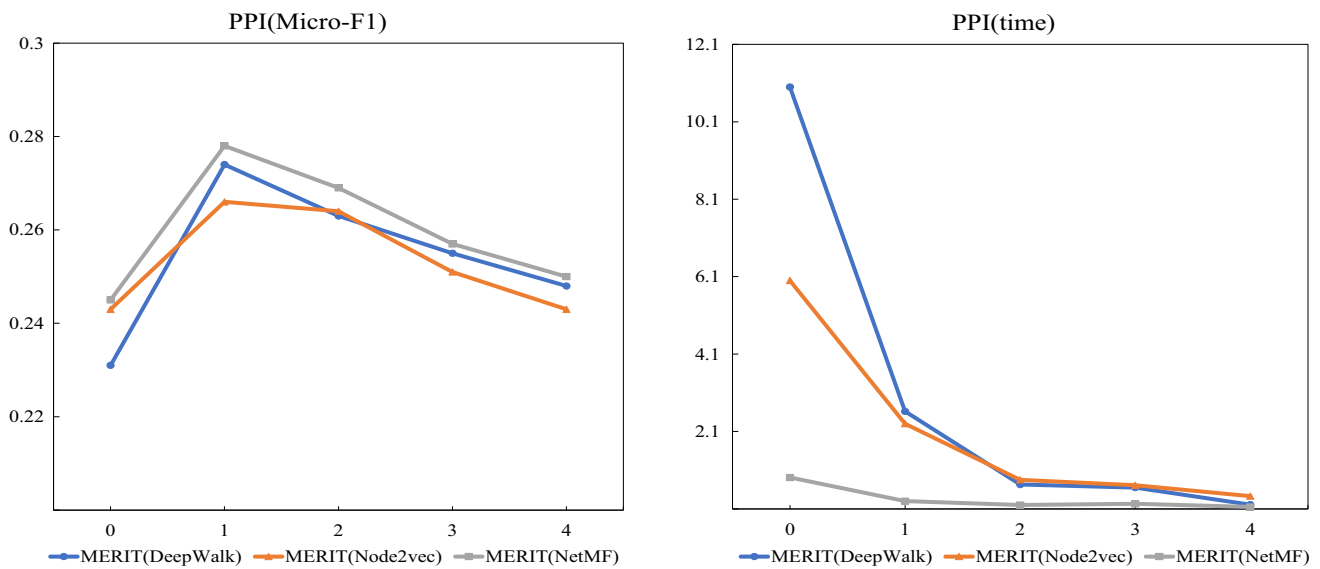 PPI(Micro-F1)
0.3
0.28
0.26
0.24
0.22
0 1 2 3 4
MERIT(DeepWalk) MERIT(Node2vec) MERIT(NetMF)
PPI(time)
12.1
10.1
8.1
6.1
4.1
2.1
0 1 2 3 4
MERIT(DeepWalk) MERIT(Node2vec) MERIT(NetMF)